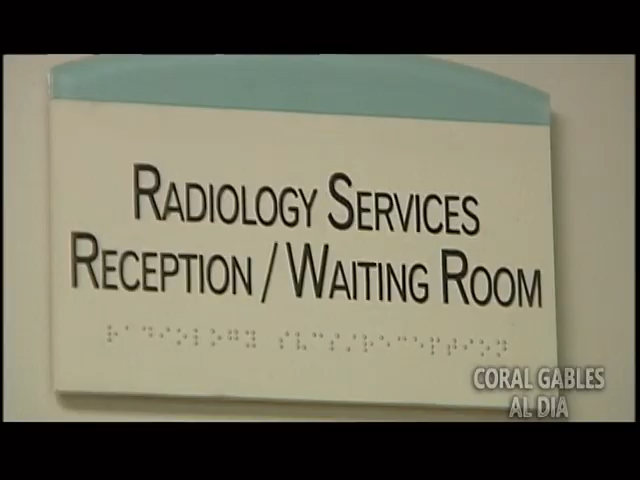 RADIOLOGY SERVICES
RECEPTION / WAITING ROOM
CORAL GABLES
AL DIA